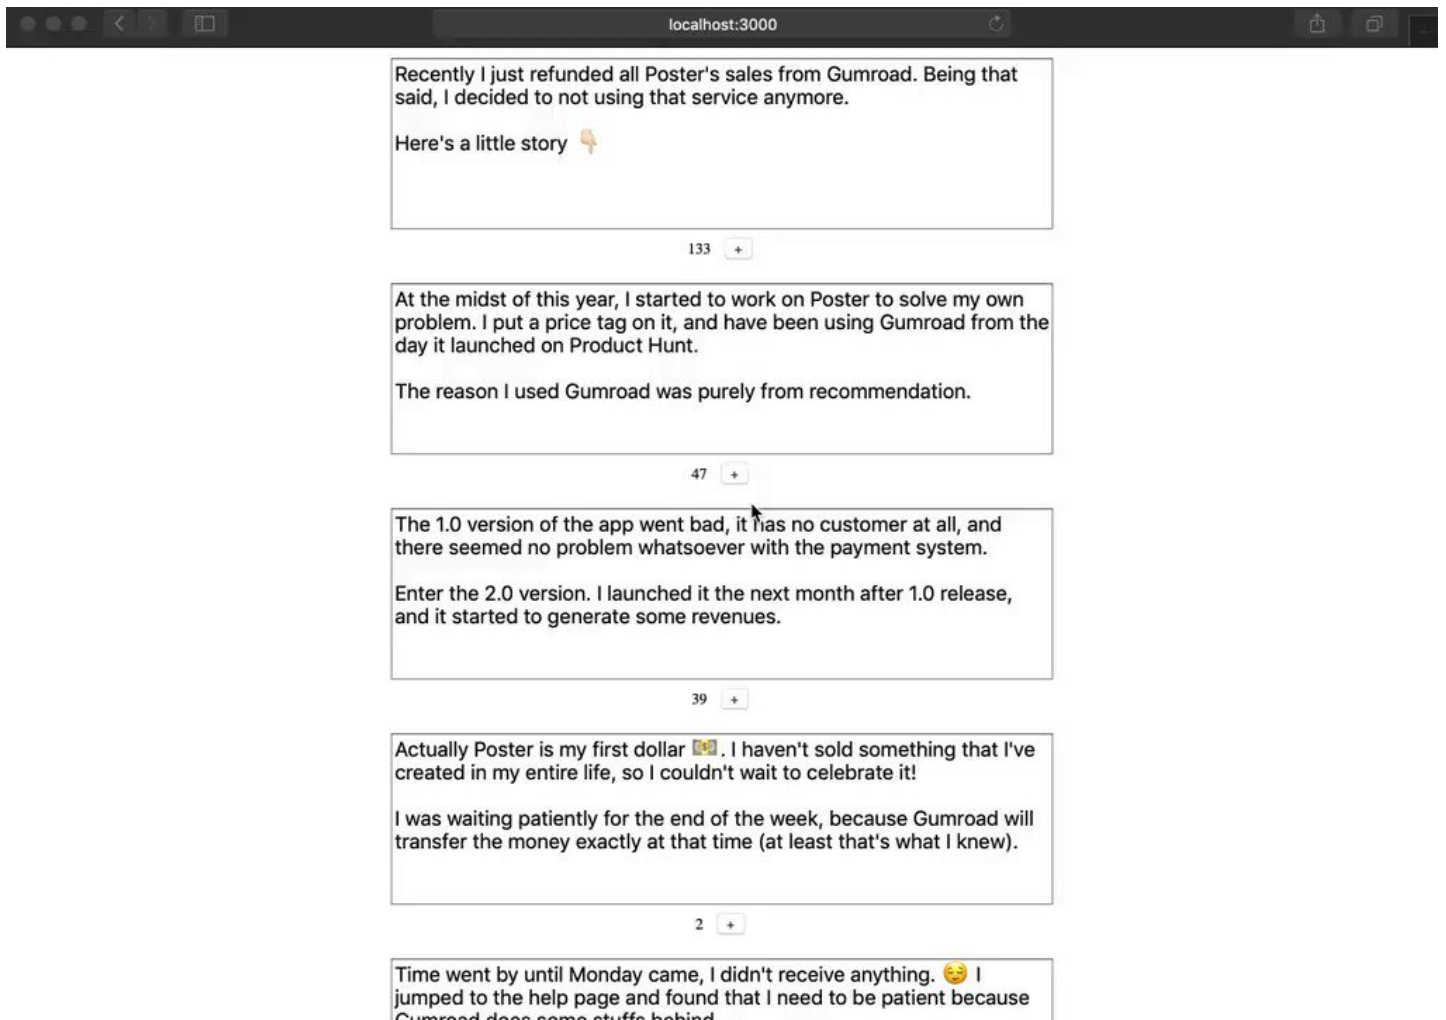 localhost:3000
Recently I just refunded all Poster's sales from Gumroad. Being that
said, I decided to not using that service anymore.
Here's a little story 👇🏻
133 +
At the midst of this year, I started to work on Poster to solve my own
problem. I put a price tag on it, and have been using Gumroad from the
day it launched on Product Hunt.
The reason I used Gumroad was purely from recommendation.
47 +
The 1.0 version of the app went bad, it has no customer at all, and
there seemed no problem whatsoever with the payment system.
Enter the 2.0 version. I launched it the next month after 1.0 release,
and it started to generate some revenues.
39 +
Actually Poster is my first dollar 💵. I haven't sold something that I've
created in my entire life, so I couldn't wait to celebrate it!
I was waiting patiently for the end of the week, because Gumroad will
transfer the money exactly at that time (at least that's what I knew).
2 +
Time went by until Monday came, I didn't receive anything. 😌 I
jumped to the help page and found that I need to be patient because
Gumroad does some stuffs behind